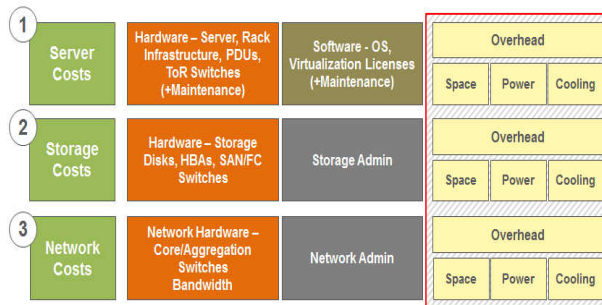 1
Server
Costs
Hardware – Server, Rack
Infrastructure, PDUs,
ToR Switches
(+Maintenance)
Software - OS,
Virtualization Licenses
(+Maintenance)
Overhead
Space Power Cooling
2
Storage
Costs
Hardware – Storage
Disks, HBAs, SAN/FC
Switches
Storage Admin
Overhead
Space Power Cooling
3
Network
Costs
Network Hardware –
Core/Aggregation
Switches
Bandwidth
Network Admin
Overhead
Space Power Cooling